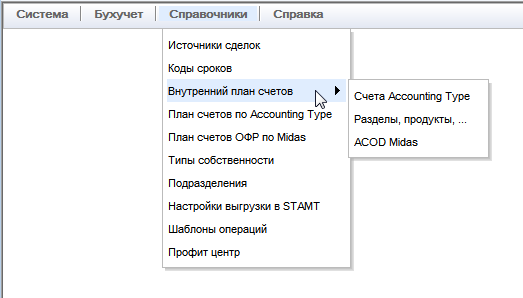 Система Бухучет Справочники Справка
Источники сделок
Коды сроков
Внутренний план счетов
План счетов по Accounting Type
План счетов ОФР по Midas
Типы собственности
Подразделения
Настройки выгрузки в STAMT
Шаблоны операций
Профит центр
Счета Accounting Type
Разделы, продукты, ...
ACOD Midas